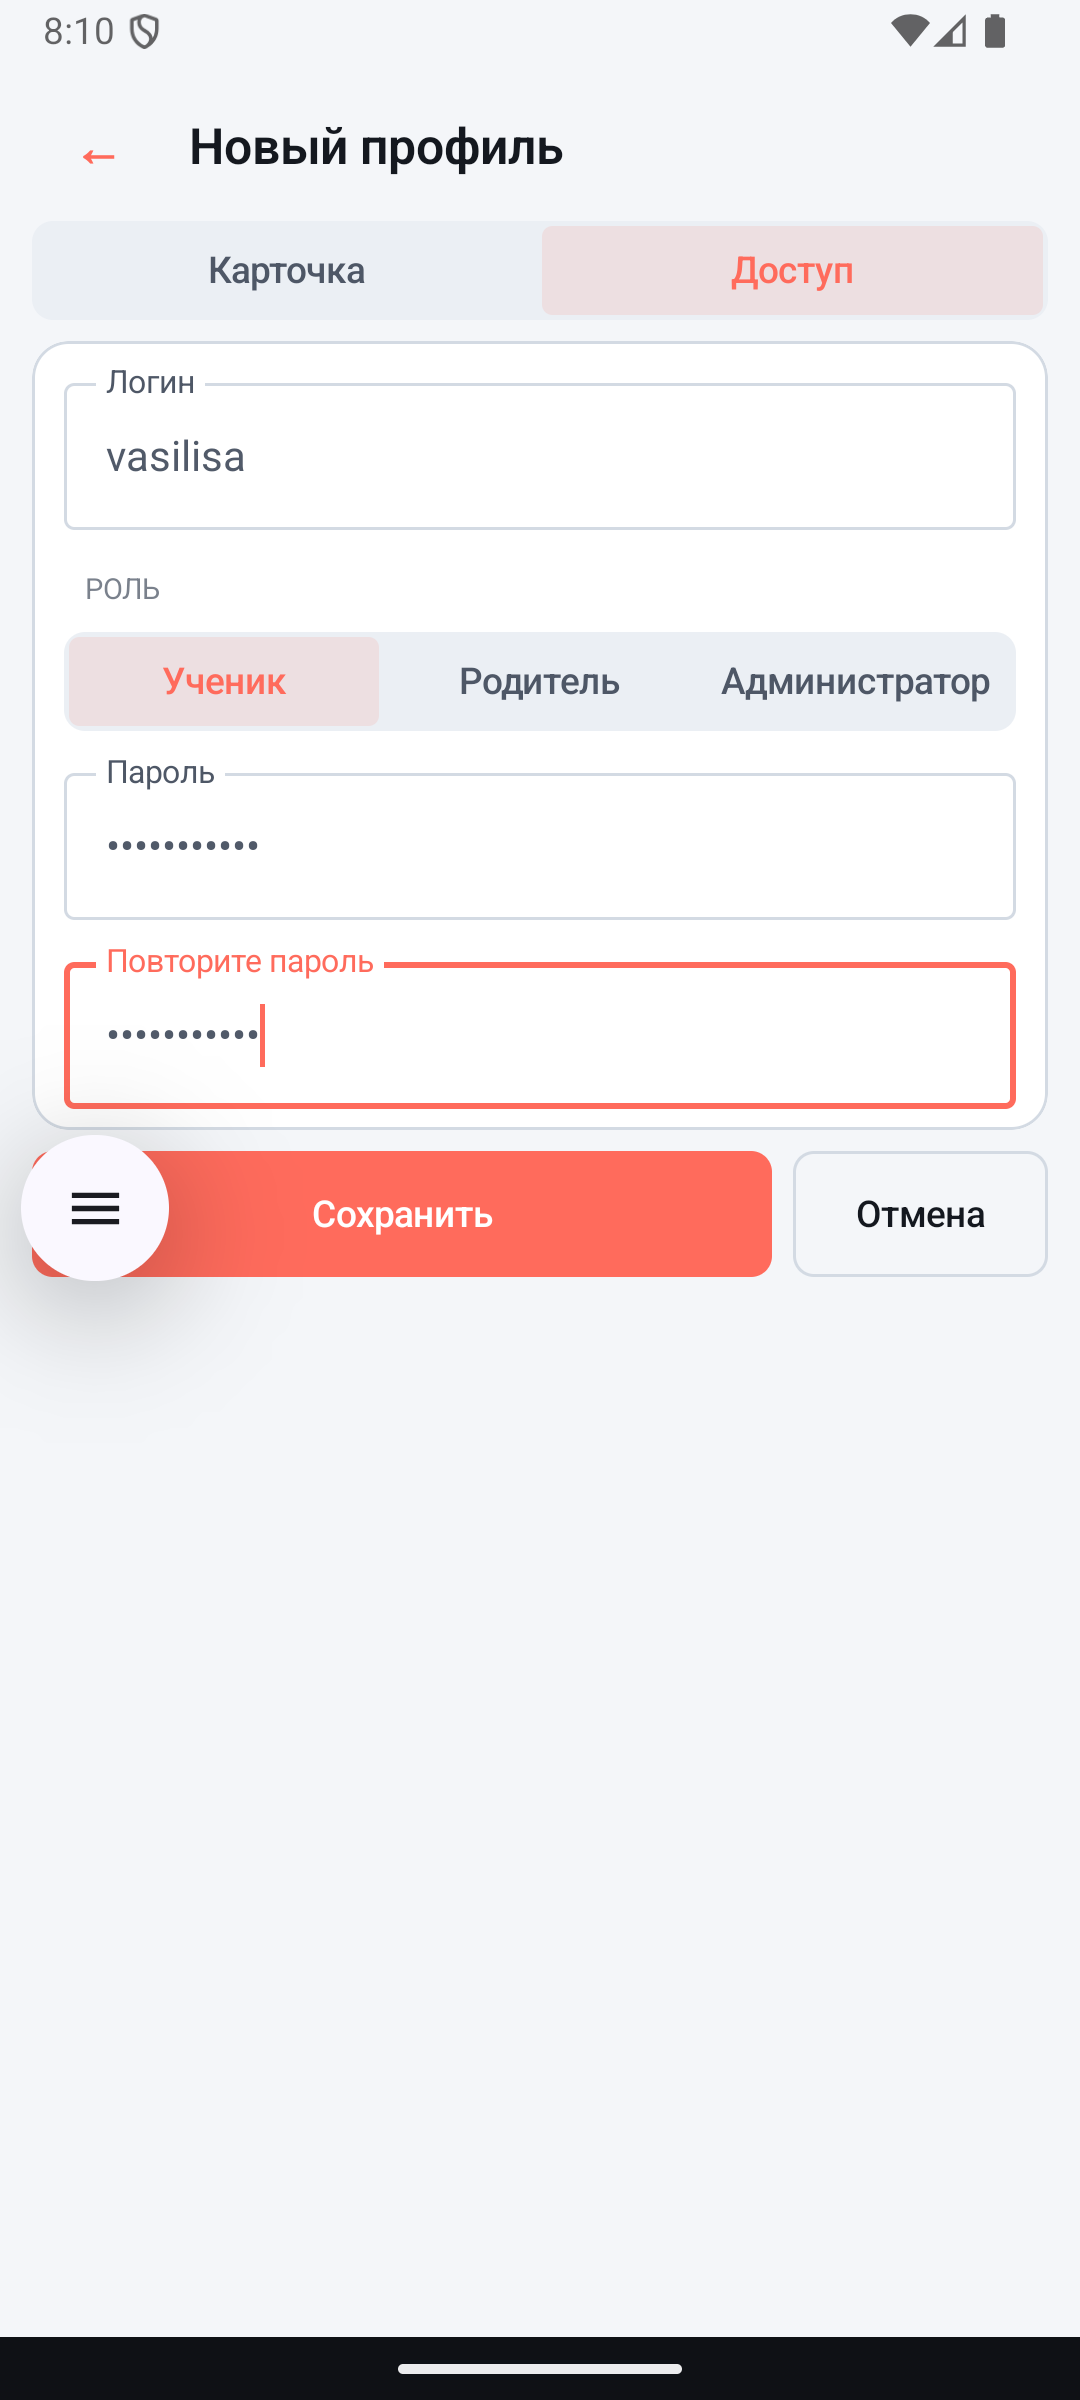 8:10
← Новый профиль
Карточка Доступ
Логин
vasilisa
РОЛЬ
Ученик Родитель Администратор
Пароль
•••••••••••
Повторите пароль
•••••••••••
Сохранить Отмена